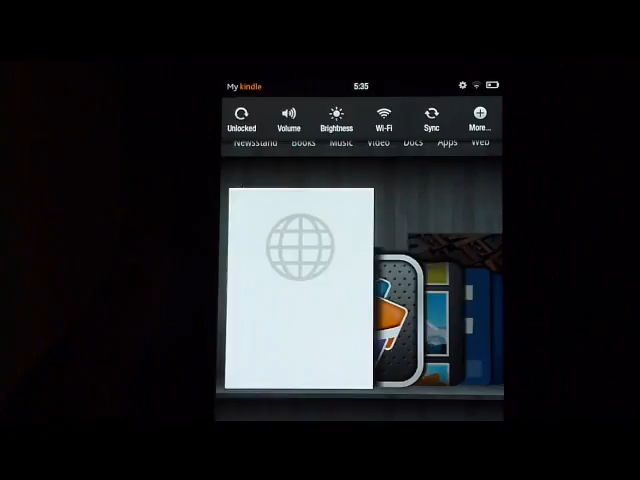 My kindle 5:35
Unlocked Volume Brightness Wi-Fi Sync More...
Newsstand Books Music Video Docs Apps Web